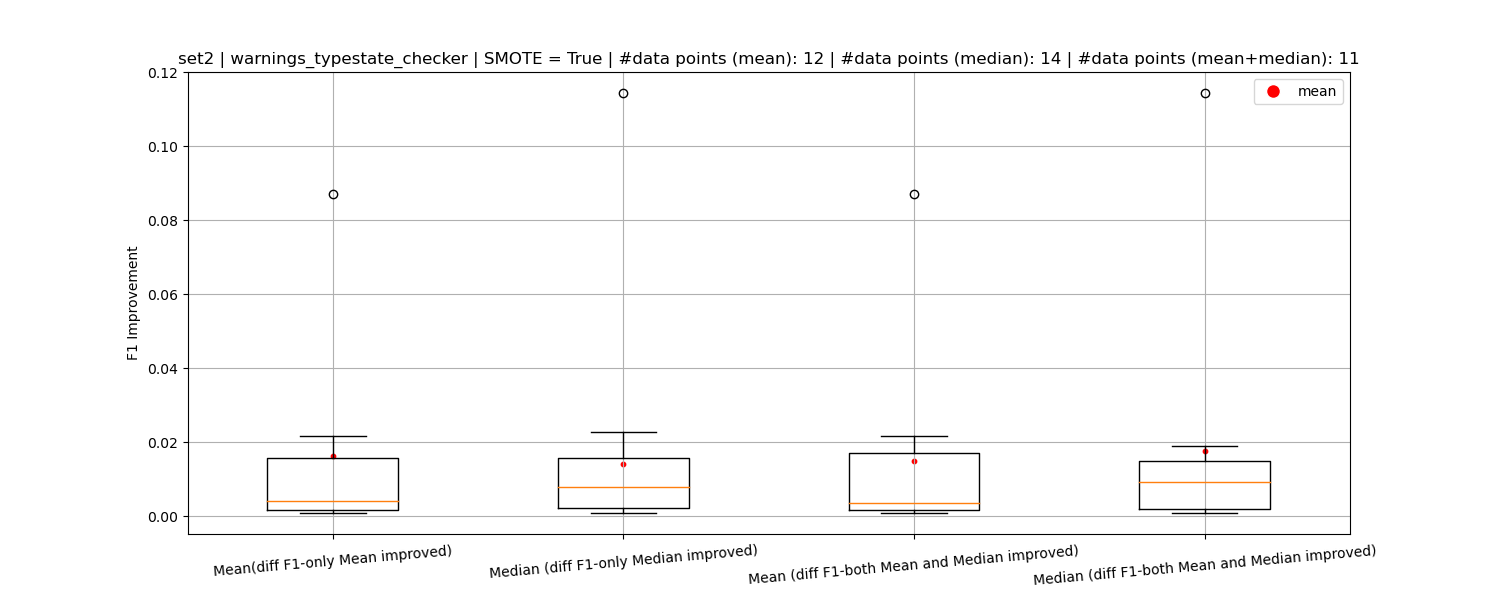 set2 | warnings_typestate_checker | SMOTE = True | #data points (mean): 12 | #data points (median): 14 | #data points (mean+median): 11
mean
F1 Improvement
0.12
0.10
0.08
0.06
0.04
0.02
0.00
Mean(diff F1-only Mean improved)
Median (diff F1-only Median improved)
Mean (diff F1-both Mean and Median improved)
Median (diff F1-both Mean and Median improved)